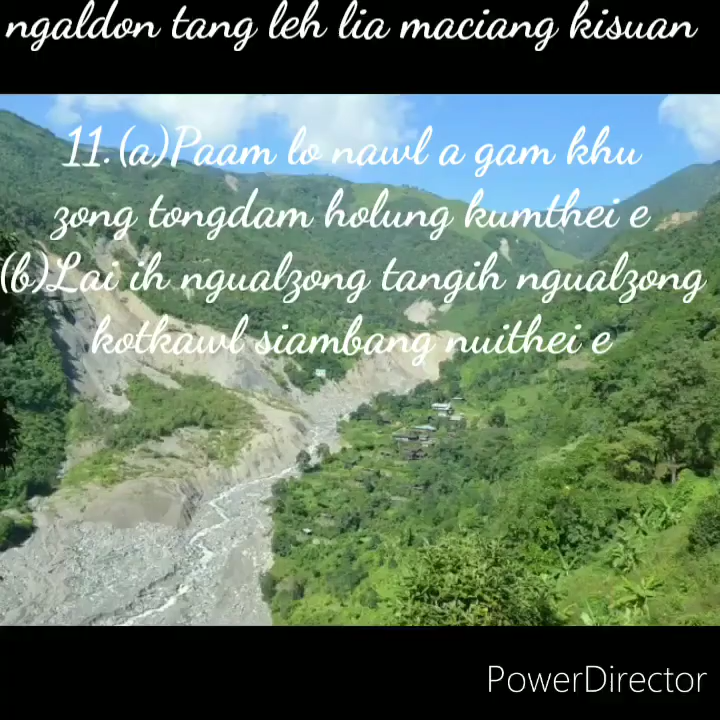 ngaldon tang leh lia maciang kisuan
11.(a)Paam lo nawl a gam khu
zong tongdam holung kumthei e
(b)Lai ih ngualzong tangih ngualzong
kotkawl siambang nuithei e
PowerDirector